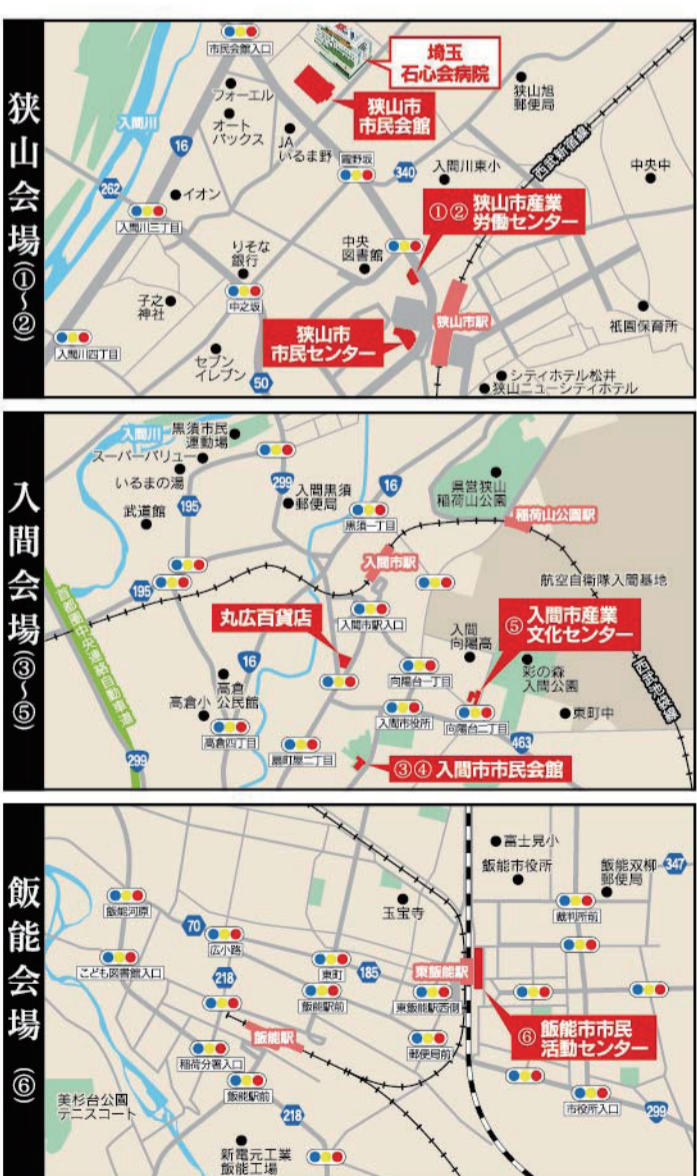 狭山会場(①〜②)
市民会館入口
埼玉
石心会病院
フォーエル
狭山市
市民会館
狭山旭
郵便局
オート
バックス
入間川
16
JA
いるま野
霞野坂
340
入間川東小
西武新宿線
中央中
262
イオン
入間川三丁目
①② 狭山市産業
労働センター
りそな
銀行
中央
図書館
中之坂
子之
神社
狭山市駅
祇園保育所
狭山市
市民センター
入間川四丁目
セブン
イレブン
50
シティホテル松井
狭山ニューシティホテル
入間会場(③〜⑤)
入間川
黒須市民
運動場
スーパーバリュー
いるまの湯
299
入間黒須
郵便局
16
県営狭山
稲荷山公園
195
武道館
黒須一丁目
稲荷山公園駅
入間市駅
195
航空自衛隊入間基地
首都圏中央連絡自動車道
丸広百貨店
入間市駅入口
⑤ 入間市産業
文化センター
入間
向陽高
16
高倉
公民館
向陽台一丁目
彩の森
入間公園
西武池袋線
高倉小
入間市役所
向陽台二丁目
東町中
高倉四丁目
扇町屋二丁目
463
299
③④ 入間市市民会館
飯能会場(⑥)
富士見小
飯能市役所
飯能双柳
郵便局
347
飯能河原
玉宝寺
裁判所前
70
広小路
こども図書館入口
218
東町
185
東飯能駅
飯能駅前
東飯能駅西側
飯能駅
⑥ 飯能市市民
活動センター
稲荷分署入口
郵便局前
飯能駅前
美杉台公園
テニスコート
218
市役所入口
299
新電元工業
飯能工場